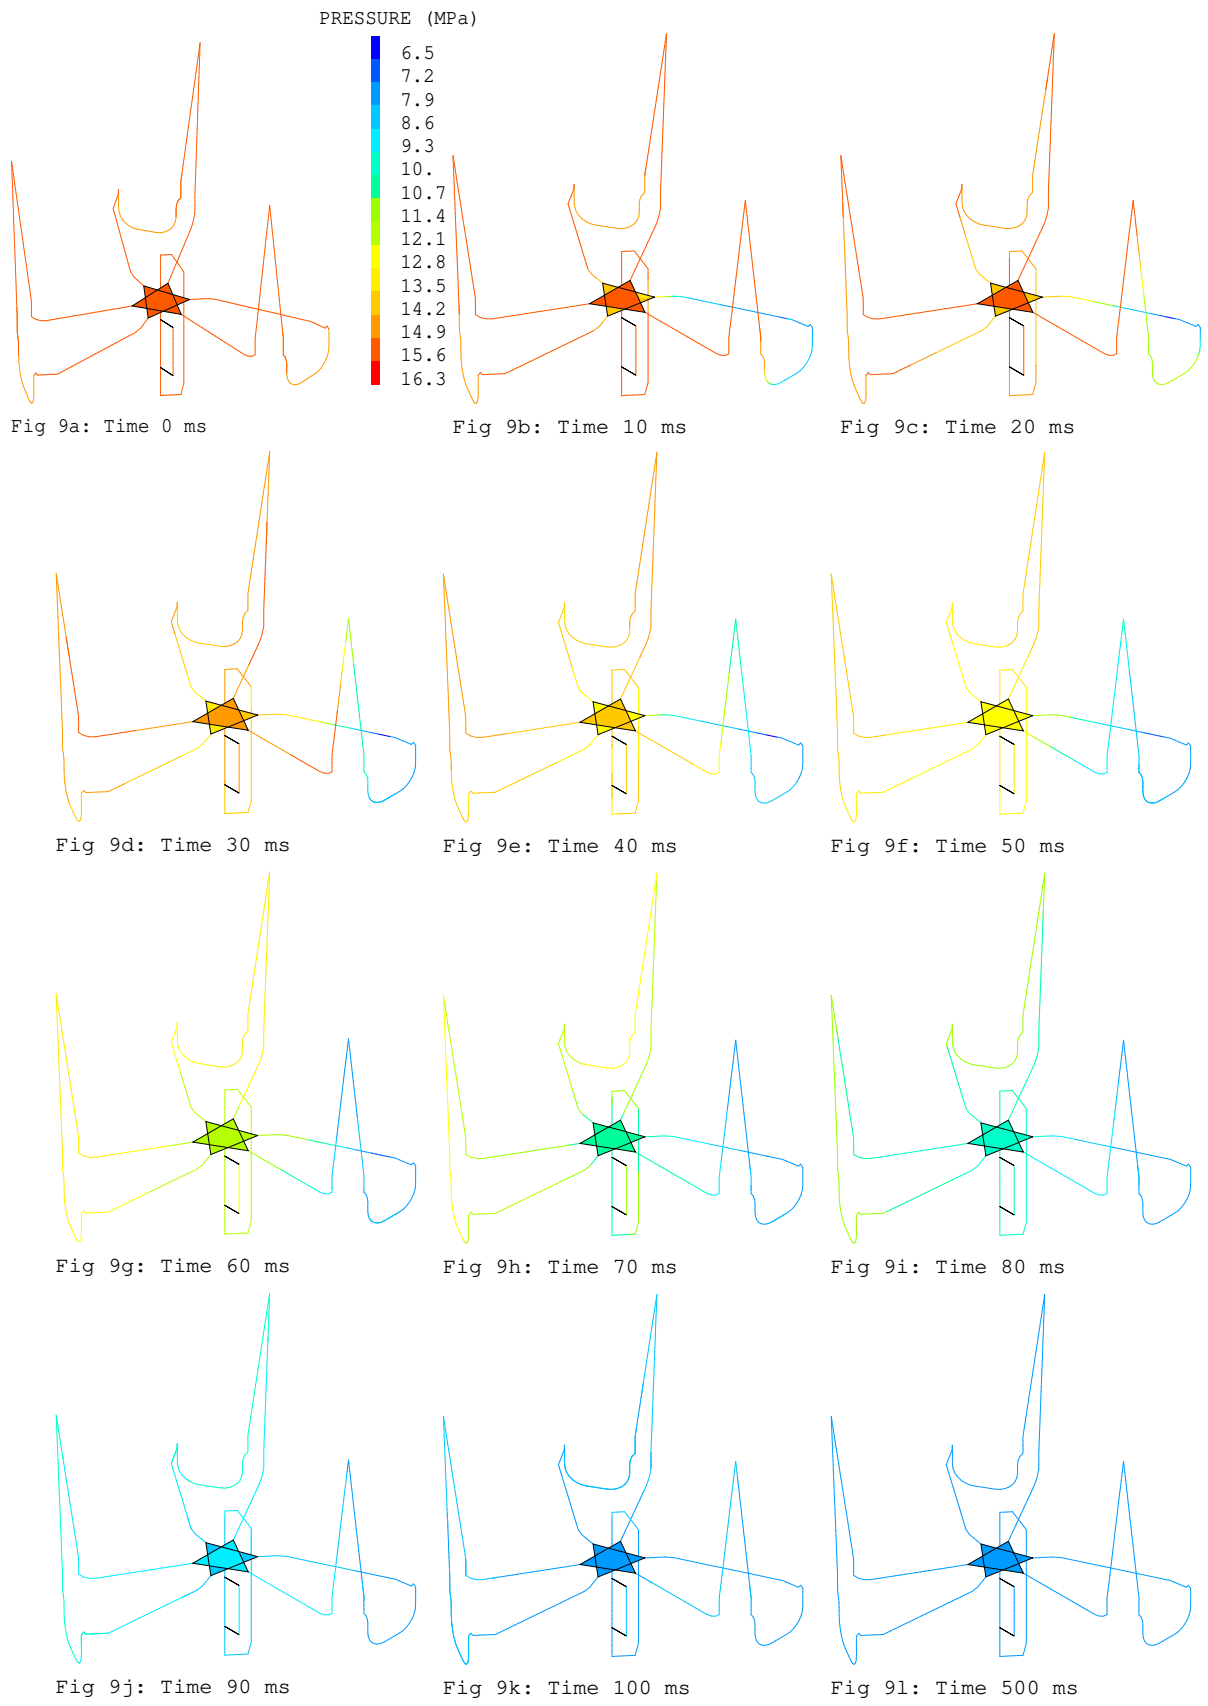 PRESSURE (MPa)
6.5
7.2
7.9
8.6
9.3
10.
10.7
11.4
12.1
12.8
13.5
14.2
14.9
15.6
16.3
Fig 9a: Time 0 ms
Fig 9b: Time 10 ms
Fig 9c: Time 20 ms
Fig 9d: Time 30 ms
Fig 9e: Time 40 ms
Fig 9f: Time 50 ms
Fig 9g: Time 60 ms
Fig 9h: Time 70 ms
Fig 9i: Time 80 ms
Fig 9j: Time 90 ms
Fig 9k: Time 100 ms
Fig 9l: Time 500 ms